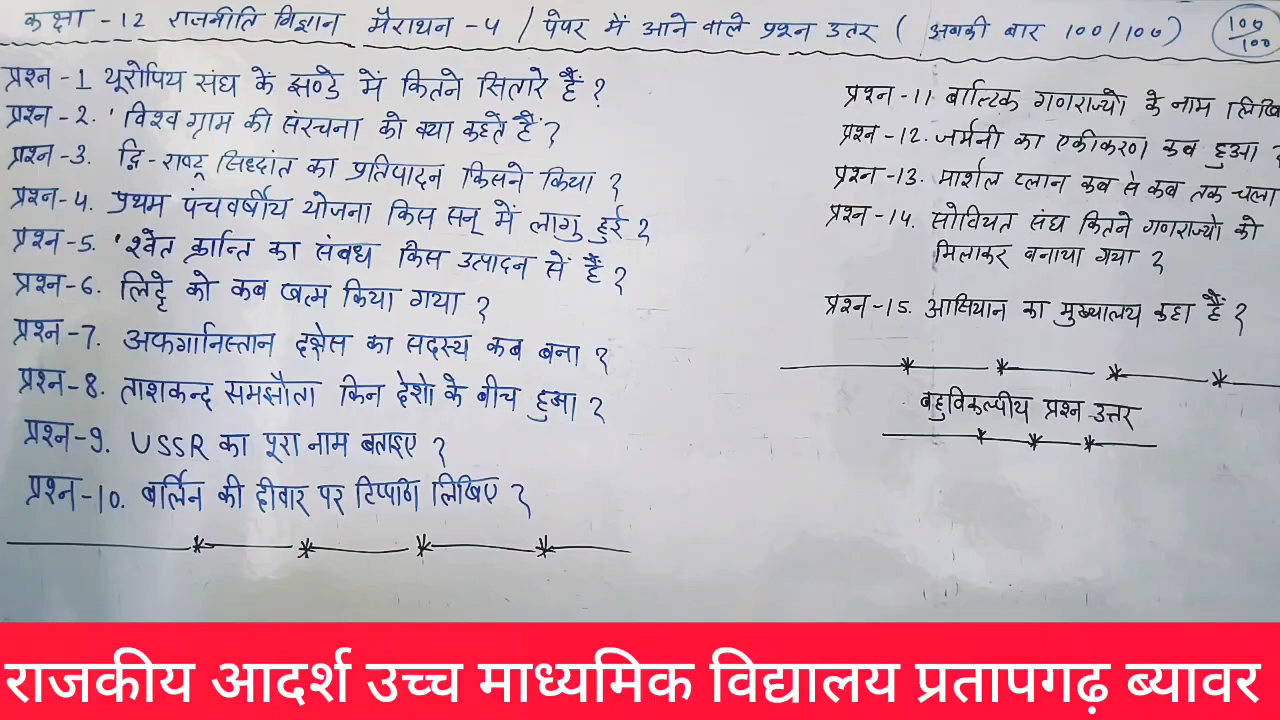 कक्षा -12 राजनीति विज्ञान मैराथन -4 / पेपर में आने वाले प्रश्न उत्तर ( अबकी बार 100/100) 100/100
प्रश्न -1 यूरोपिय संघ के झण्डे में कितने सितारे हैं ?
प्रश्न -2. 'विश्व ग्राम की संरचना को क्या कहते हैं ?
प्रश्न -3. द्वि-राष्ट्र सिध्दांत का प्रतिपादन किसने किया ?
प्रश्न -4. प्रथम पंचवर्षीय योजना किस सन् में लागु हुई ?
प्रश्न -5. 'श्वेत क्रान्ति का संबध किस उत्पादन सें हैं ?
प्रश्न -6. लिट्टे को कब खत्म किया गया ?
प्रश्न -7. अफगानिस्तान दक्षेस का सदस्य कब बना ?
प्रश्न -8. ताशकन्द समझौता किन देशो के बीच हुआ ?
प्रश्न -9. USSR का पूरा नाम बताइए ?
प्रश्न -10. बर्लिन की दीवार पर टिप्पणि लिखिए ?
प्रश्न -11. बाल्टिक गणराज्यो के नाम लिखि
प्रश्न -12. जर्मनी का एकीकरण कब हुआ ?
प्रश्न -13. मार्शल प्लान कब से कब तक चला
प्रश्न -14. सोवियत संघ कितने गणराज्यो को
मिलाकर बनाया गया ?
प्रश्न -15. आसियान का मुख्यालय कहा हैं ?
बहुविकल्पीय प्रश्न उत्तर
राजकीय आदर्श उच्च माध्यमिक विद्यालय प्रतापगढ़ ब्यावर